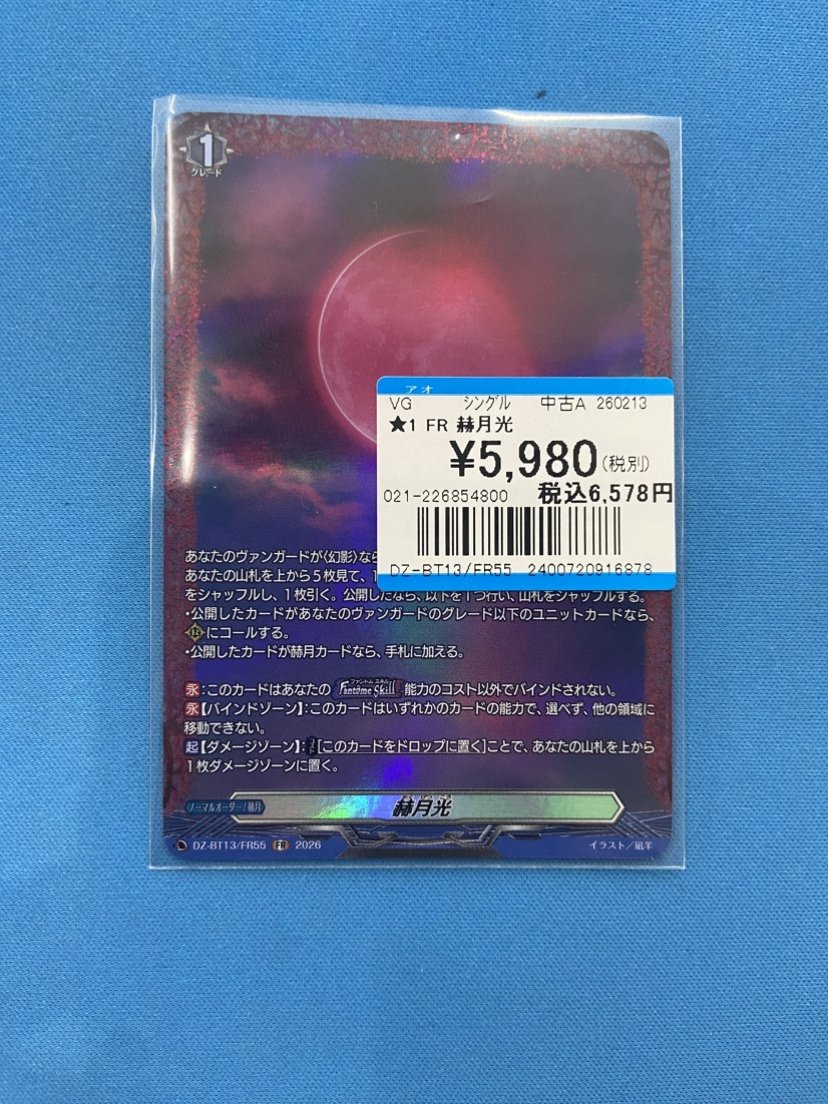 1
グレード
アオ
VG シングル 中古A 260213
★1 FR 赫月光
¥5,980(税別)
021-226854800 税込6,578円
DZ-BT13/FR55 2400720916878
あなたのヴァンガードが〈幻影〉なら
あなたの山札を上から5枚見て、1
をシャッフルし、1枚引く。公開したなら、以下を1つ行い、山札をシャッフルする。
・公開したカードがあなたのヴァンガードのグレード以下のユニットカードなら、
にコールする。
・公開したカードが赫月カードなら、手札に加える。
永:このカードはあなたの Fantôme Skill ファントム スキル 能力のコスト以外でバインドされない。
永【バインドゾーン】:このカードはいずれかのカードの能力で、選べず、他の領域に
移動できない。
起【ダメージゾーン】:コスト[このカードをドロップに置く]ことで、あなたの山札を上から
1枚ダメージゾーンに置く。
ノーマルオーダー/赫月
赫月光
DZ-BT13/FR55 FR 2026 イラスト/凪羊